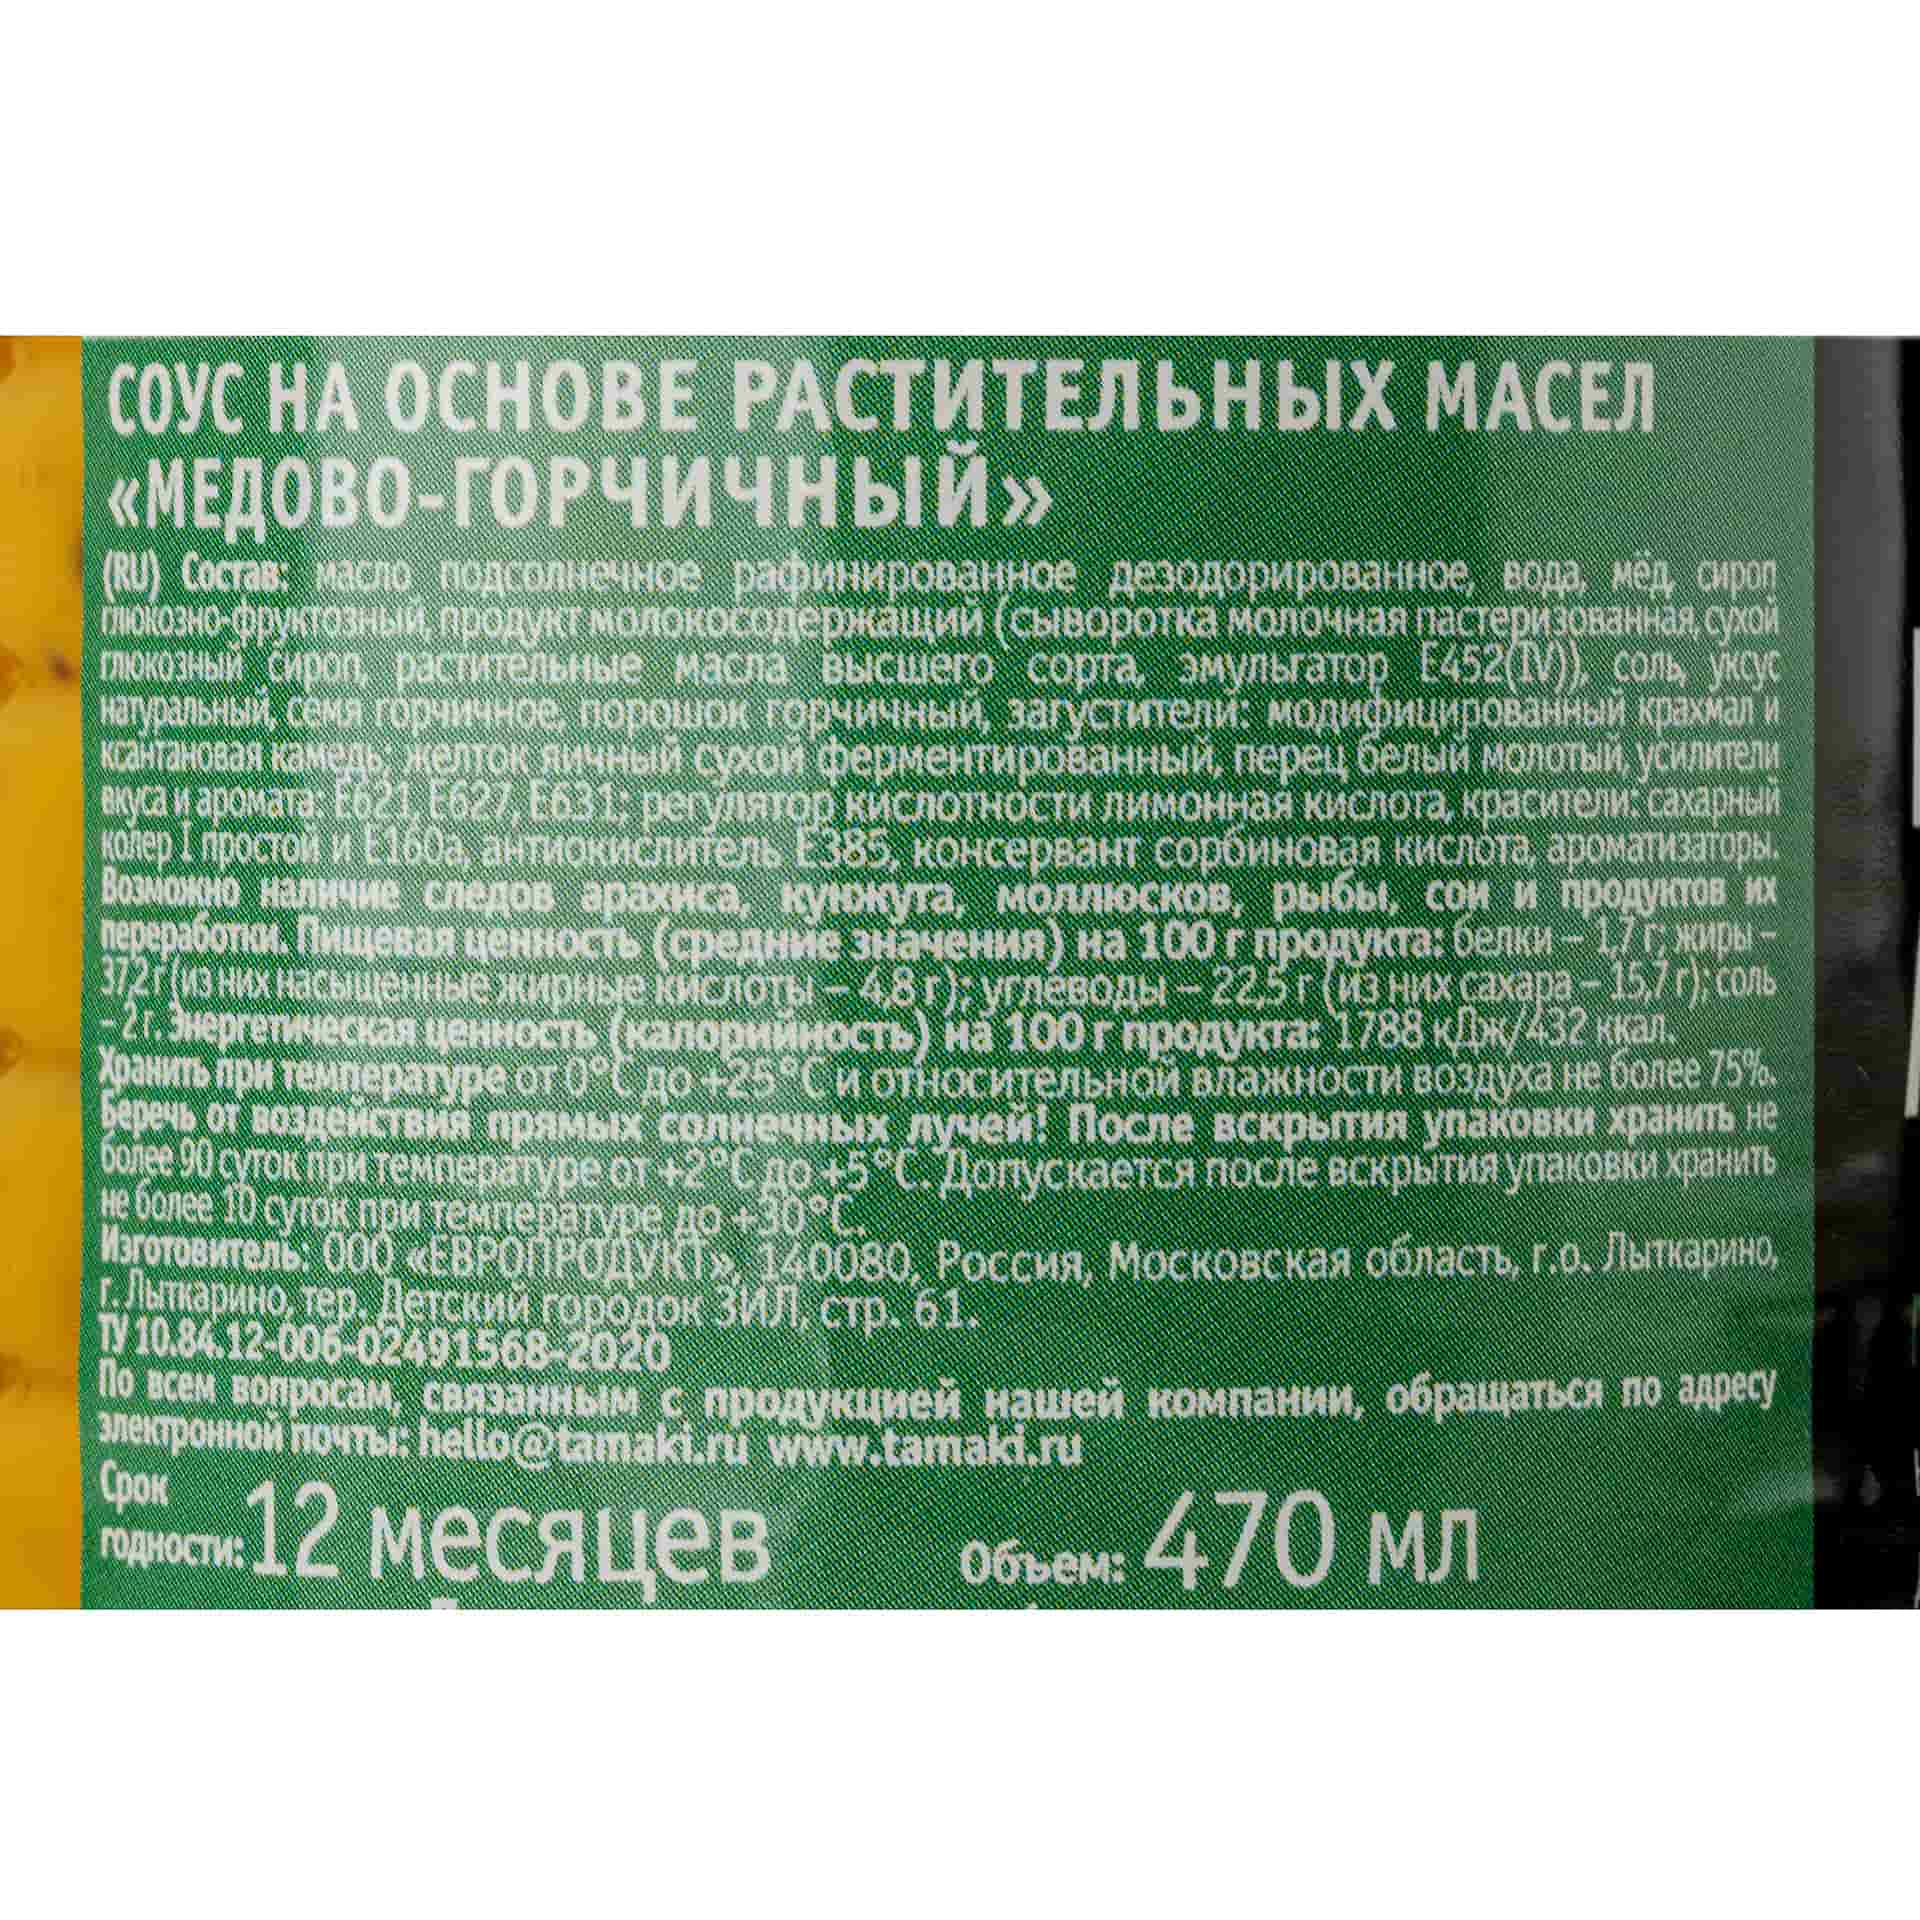 СОУС НА ОСНОВЕ РАСТИТЕЛЬНЫХ МАСЕЛ
«МЕДОВО-ГОРЧИЧНЫЙ»
(RU) Состав: масло подсолнечное рафинированное дезодорированное, вода, мёд, сироп
глюкозно-фруктозный, продукт молокосодержащий (сыворотка молочная пастеризованная, сухой
глюкозный сироп, растительные масла высшего сорта, эмульгатор Е452(IV)), соль, уксус
натуральный, семя горчичное, порошок горчичный, загустители: модифицированный крахмал и
ксантановая камедь; желток яичный сухой ферментированный, перец белый молотый, усилители
вкуса и аромата: Е621, Е627, Е631; регулятор кислотности лимонная кислота, красители: сахарный
колер I простой и Е160а, антиокислитель Е385, консервант сорбиновая кислота, ароматизаторы.
Возможно наличие следов арахиса, кунжута, моллюсков, рыбы, сои и продуктов их
переработки. Пищевая ценность (средние значения) на 100 г продукта: белки – 1,7 г; жиры –
37,2 г (из них насыщенные жирные кислоты – 4,8 г); углеводы – 22,5 г (из них сахара – 15,7 г); соль
– 2 г. Энергетическая ценность (калорийность) на 100 г продукта: 1788 кДж/432 ккал.
Хранить при температуре от 0°С до +25°С и относительной влажности воздуха не более 75%.
Беречь от воздействия прямых солнечных лучей! После вскрытия упаковки хранить не
более 90 суток при температуре от +2°С до +5°С. Допускается после вскрытия упаковки хранить
не более 10 суток при температуре до +30°С.
Изготовитель: ООО «ЕВРОПРОДУКТ», 140080, Россия, Московская область, г.о. Лыткарино,
г. Лыткарино, тер. Детский городок ЗИЛ, стр. 61.
ТУ 10.84.12-006-02491568-2020
По всем вопросам, связанным с продукцией нашей компании, обращаться по адресу
электронной почты: hello@tamaki.ru www.tamaki.ru
Срок
годности: 12 месяцев Объем: 470 мл